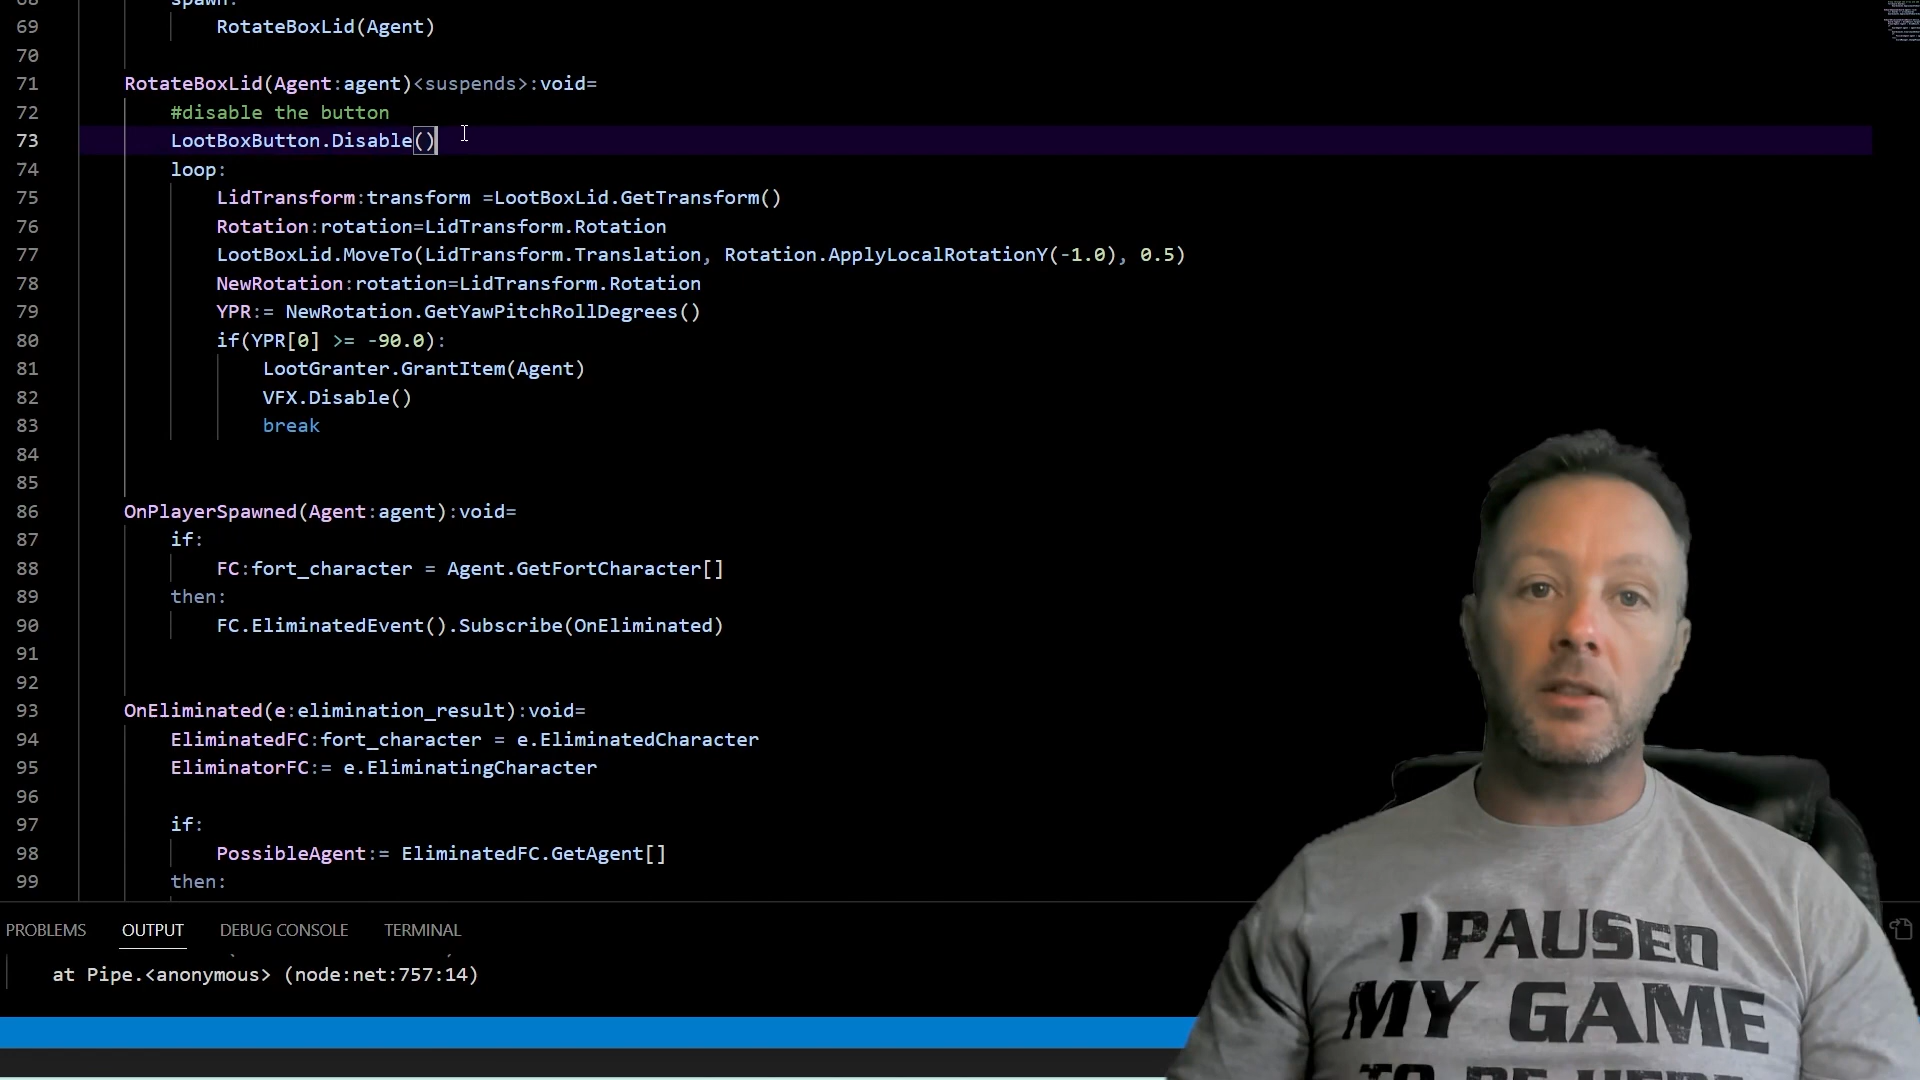 69 RotateBoxLid(Agent)
70
71 RotateBoxLid(Agent:agent)<suspends>:void=
72 #disable the button
73 LootBoxButton.Disable()
74 loop:
75 LidTransform:transform =LootBoxLid.GetTransform()
76 Rotation:rotation=LidTransform.Rotation
77 LootBoxLid.MoveTo(LidTransform.Translation, Rotation.ApplyLocalRotationY(-1.0), 0.5)
78 NewRotation:rotation=LidTransform.Rotation
79 YPR:= NewRotation.GetYawPitchRollDegrees()
80 if(YPR[0] >= -90.0):
81 LootGranter.GrantItem(Agent)
82 VFX.Disable()
83 break
84
85
86 OnPlayerSpawned(Agent:agent):void=
87 if:
88 FC:fort_character = Agent.GetFortCharacter[]
89 then:
90 FC.EliminatedEvent().Subscribe(OnEliminated)
91
92
93 OnEliminated(e:elimination_result):void=
94 EliminatedFC:fort_character = e.EliminatedCharacter
95 EliminatorFC:= e.EliminatingCharacter
96
97 if:
98 PossibleAgent:= EliminatedFC.GetAgent[]
99 then:
PROBLEMS OUTPUT DEBUG CONSOLE TERMINAL
at Pipe.<anonymous> (node:net:757:14)
I PAUSED
MY GAME
TO BE HERE